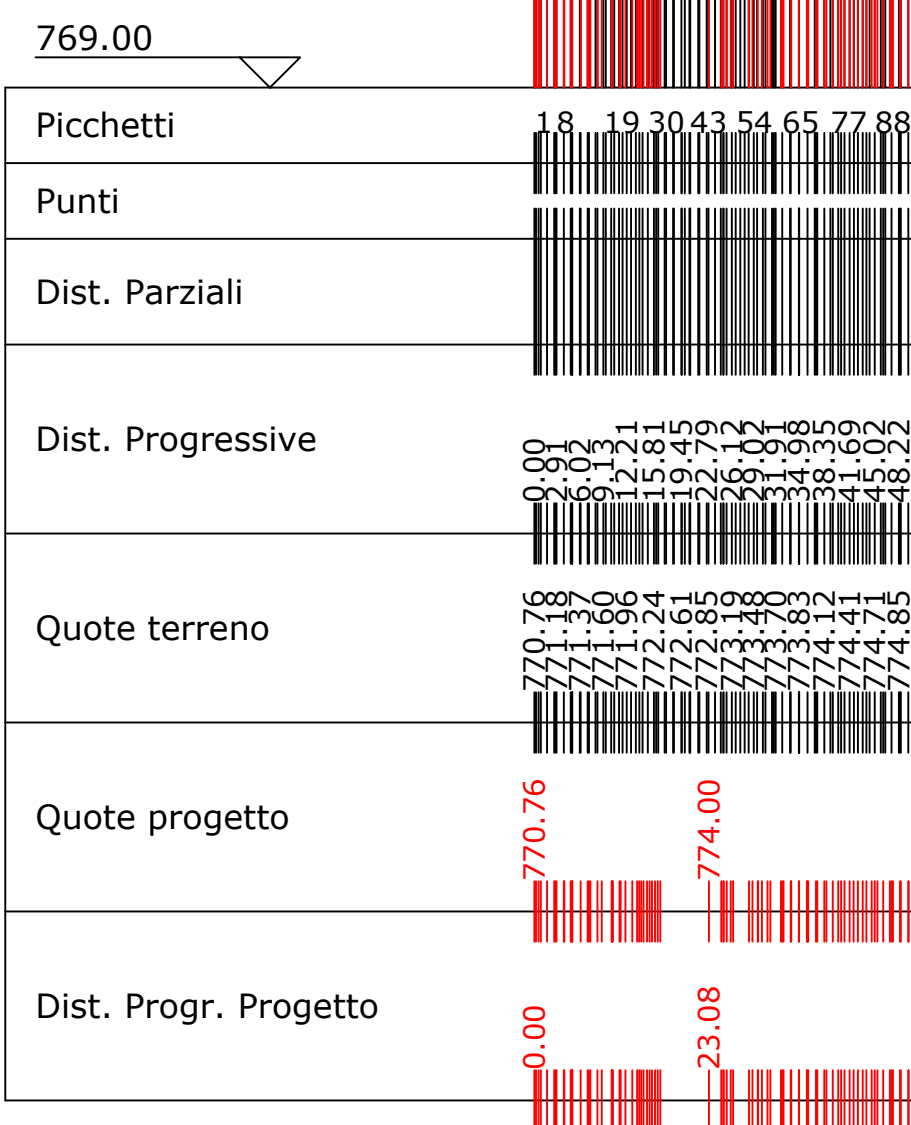 769.00
Picchetti 1 8 19 30 43 54 65 77 88
Punti
Dist. Parziali
Dist. Progressive 0.00 2.91 6.02 9.13 12.21 15.81 19.45 22.79 26.12 29.02 31.91 34.98 38.35 41.69 45.02 48.22
Quote terreno 770.76 771.18 771.37 771.60 771.96 772.24 772.61 772.85 773.19 773.48 773.70 773.83 774.12 774.41 774.71 774.85
Quote progetto 770.76 774.00
Dist. Progr. Progetto 0.00 23.08